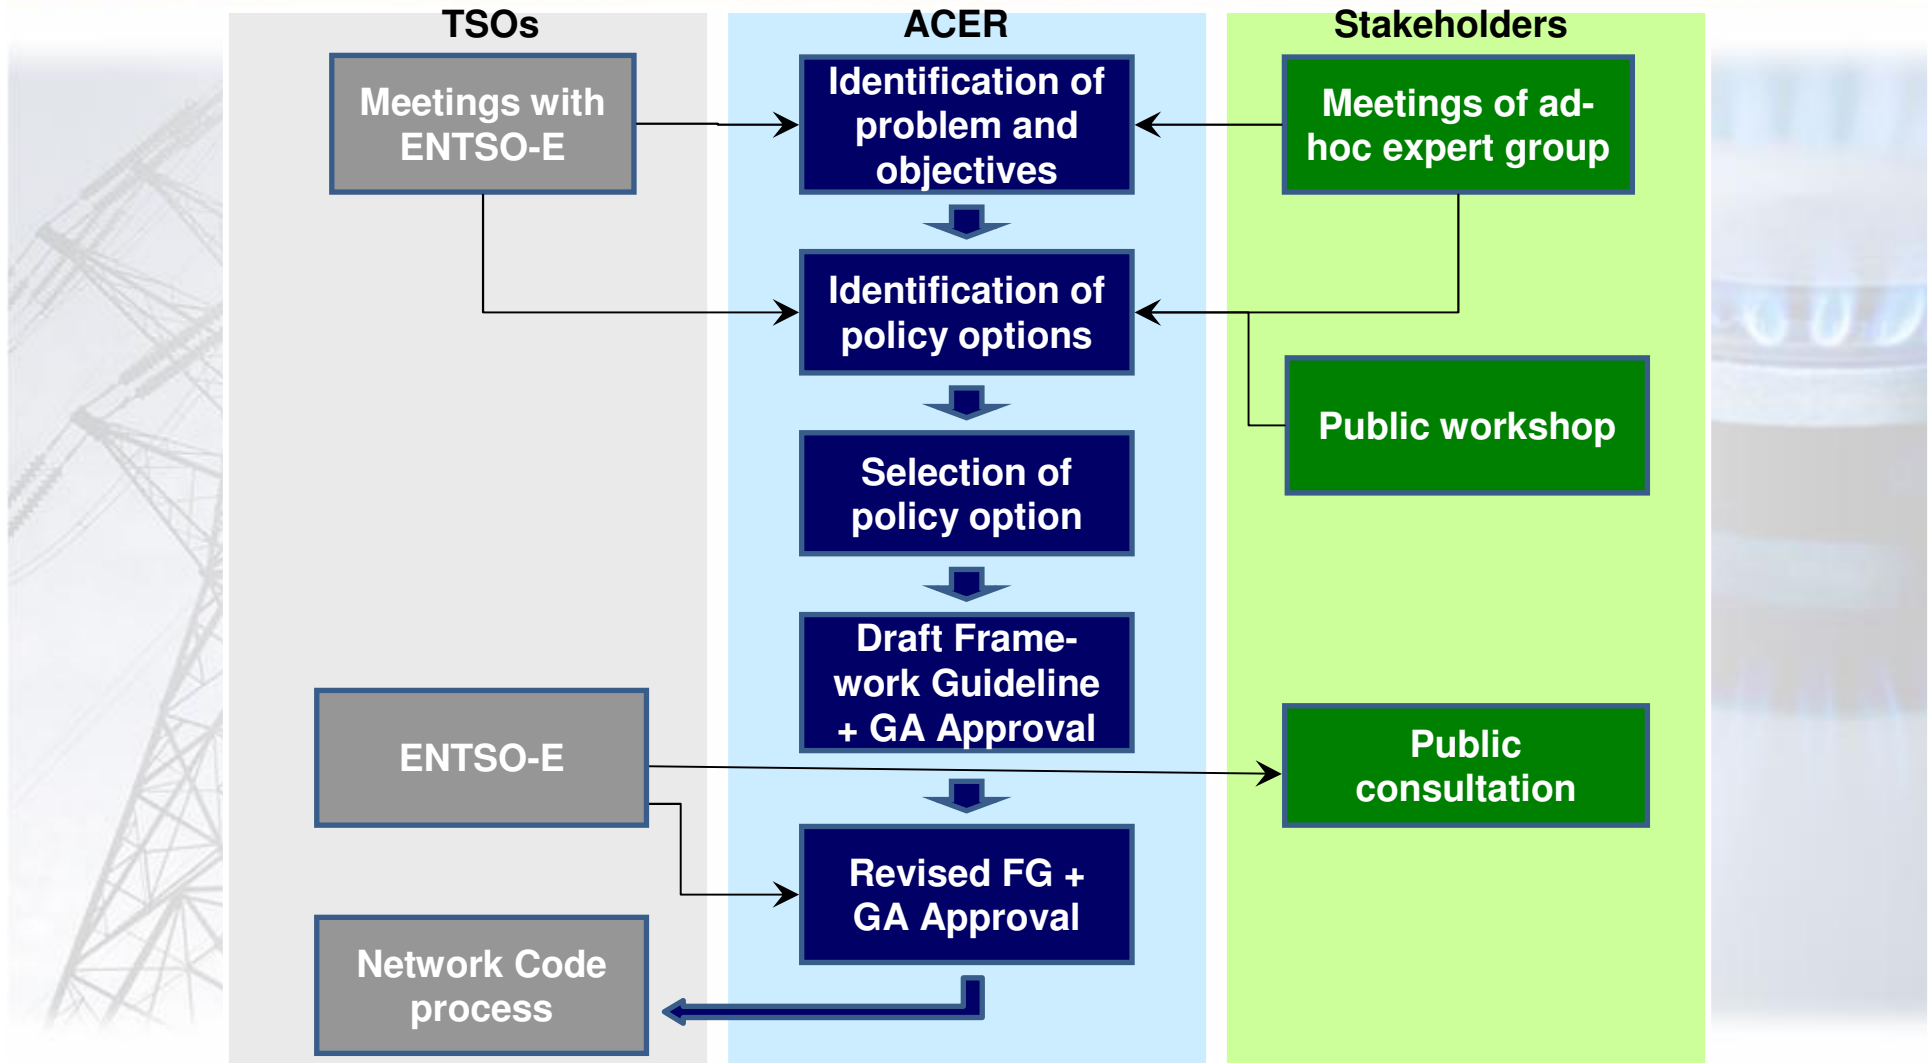 TSOs
ACER
Stakeholders
Meetings with
ENTSO-E
Identification of
problem and
objectives
Meetings of ad-
hoc expert group
Identification of
policy options
Public workshop
Selection of
policy option
Draft Frame-
work Guideline
+ GA Approval
ENTSO-E
Public
consultation
Revised FG +
GA Approval
Network Code
process